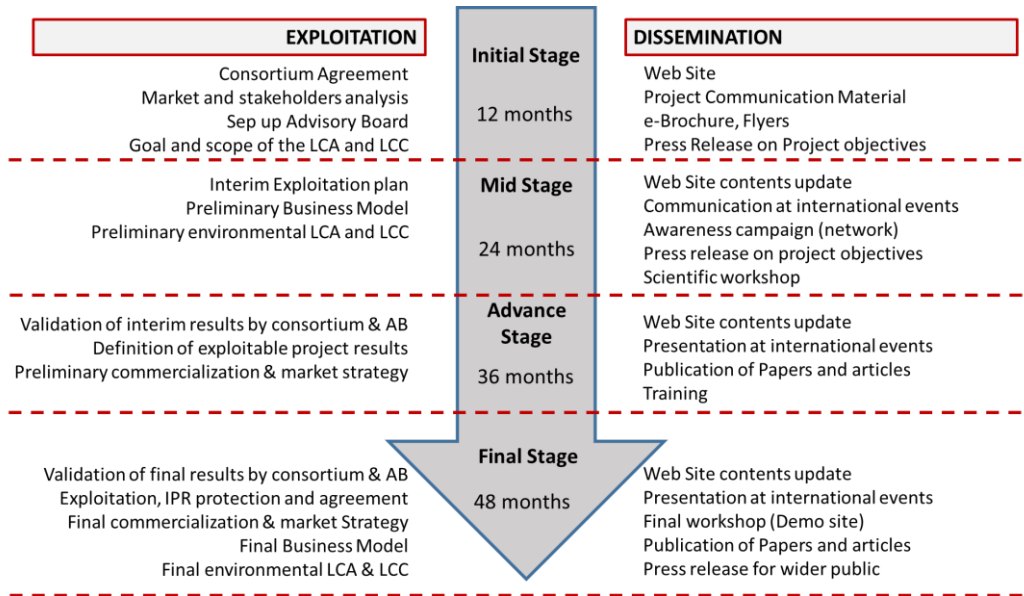 EXPLOITATION
Initial Stage
DISSEMINATION
Consortium Agreement
Market and stakeholders analysis
Sep up Advisory Board
Goal and scope of the LCA and LCC
12 months
Web Site
Project Communication Material
e-Brochure, Flyers
Press Release on Project objectives
Interim Exploitation plan
Preliminary Business Model
Preliminary environmental LCA and LCC
Mid Stage
24 months
Web Site contents update
Communication at international events
Awareness campaign (network)
Press release on project objectives
Scientific workshop
Validation of interim results by consortium & AB
Definition of exploitable project results
Preliminary commercialization & market strategy
Advance
Stage
36 months
Web Site contents update
Presentation at international events
Publication of Papers and articles
Training
Validation of final results by consortium & AB
Exploitation, IPR protection and agreement
Final commercialization & market Strategy
Final Business Model
Final environmental LCA & LCC
Final Stage
48 months
Web Site contents update
Presentation at international events
Final workshop (Demo site)
Publication of Papers and articles
Press release for wider public